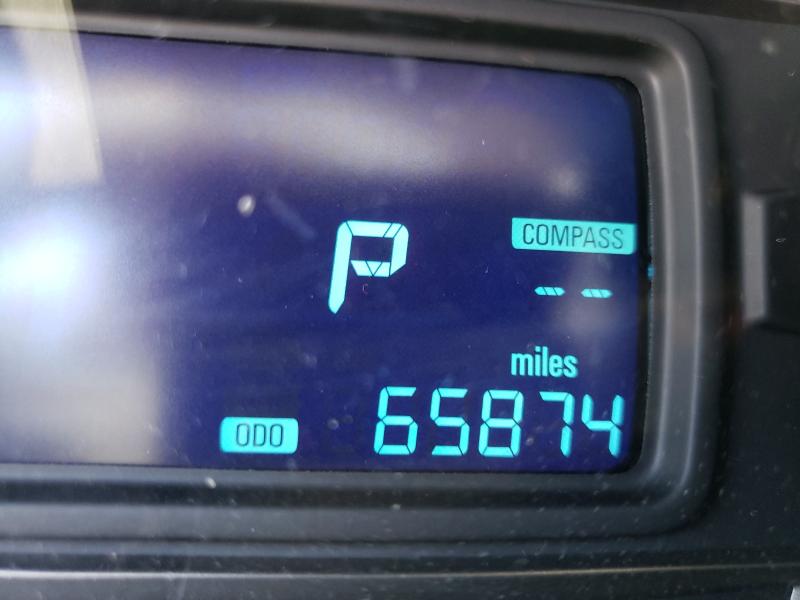 P
COMPASS
--
miles
ODO 65874